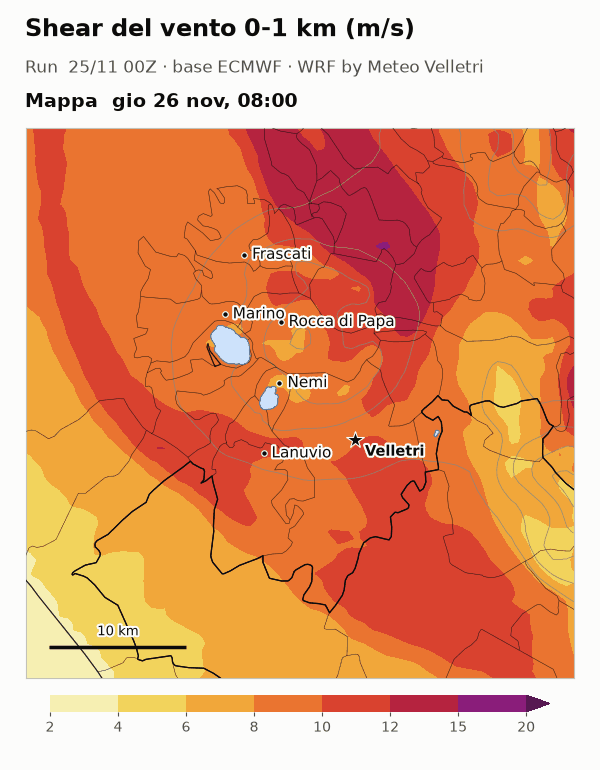 Shear del vento 0-1 km (m/s)
Run  25/11 00Z · base ECMWF · WRF by Meteo Velletri
Mappa  gio 26 nov, 08:00
Frascati
Marino
Rocca di Papa
Nemi
Velletri
Lanuvio
10 km
2 4 6 8 10 12 15 20